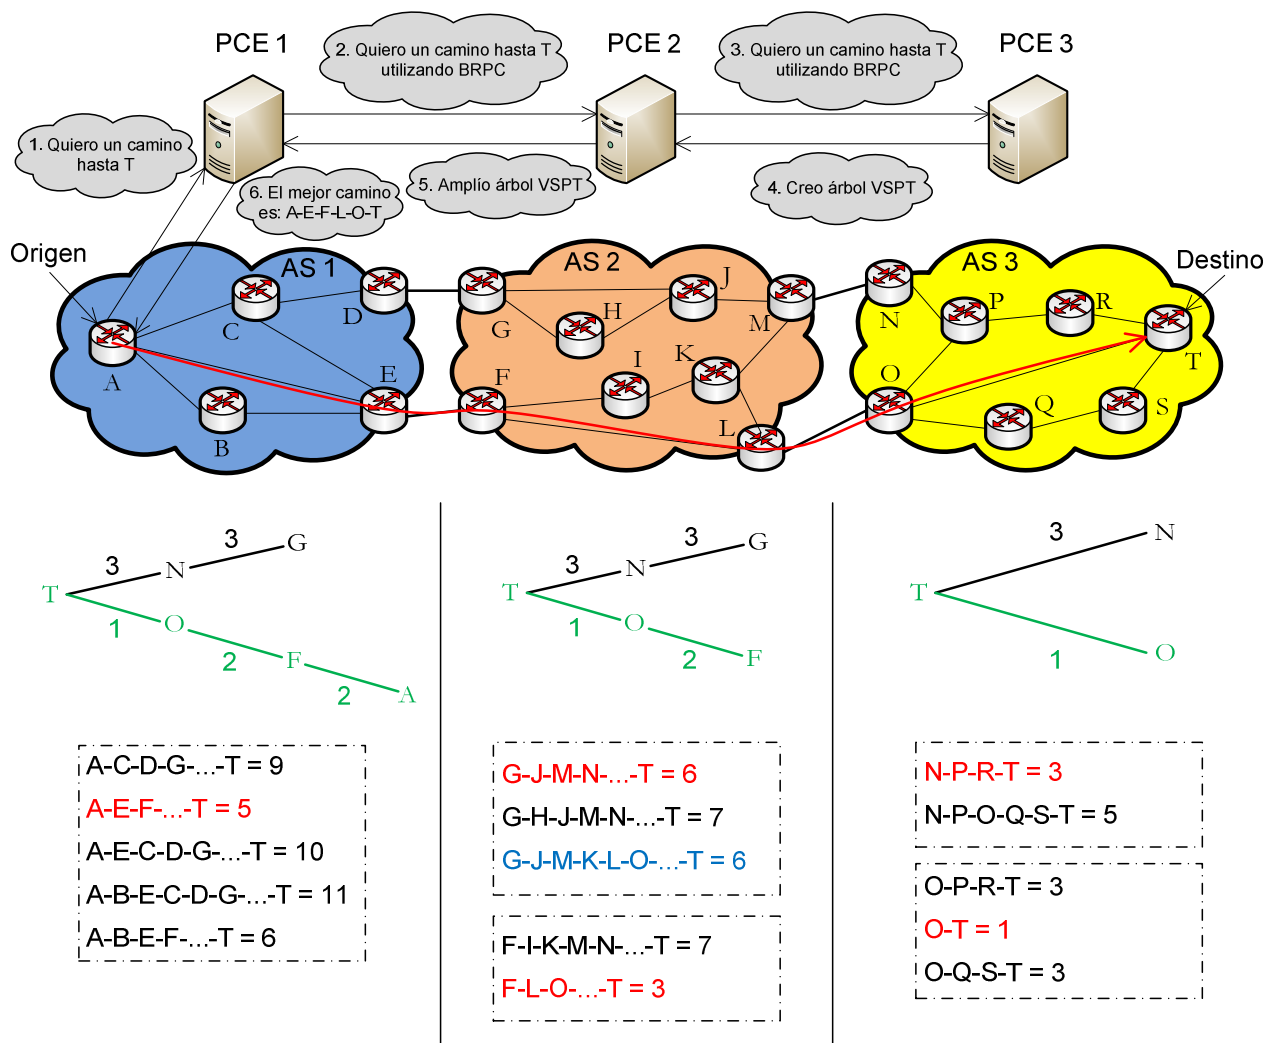 PCE 1
PCE 2
PCE 3
2. Quiero un camino hasta T
utilizando BRPC
3. Quiero un camino hasta T
utilizando BRPC
1. Quiero un camino
hasta T
6. El mejor camino
es: A-E-F-L-O-T
5. Amplío árbol VSPT
4. Creo árbol VSPT
Origen
AS 1
AS 2
AS 3
Destino
A
B
C
D
E
F
G
H
I
J
K
L
M
N
O
P
Q
R
S
T
3
3
G
N
T
1
O
2
F
2
A
3
3
G
N
T
1
O
2
F
3
N
T
1
O
A-C-D-G-...-T = 9
A-E-F-...-T = 5
A-E-C-D-G-...-T = 10
A-B-E-C-D-G-...-T = 11
A-B-E-F-...-T = 6
G-J-M-N-...-T = 6
G-H-J-M-N-...-T = 7
G-J-M-K-L-O-...-T = 6
F-I-K-M-N-...-T = 7
F-L-O-...-T = 3
N-P-R-T = 3
N-P-O-Q-S-T = 5
O-P-R-T = 3
O-T = 1
O-Q-S-T = 3